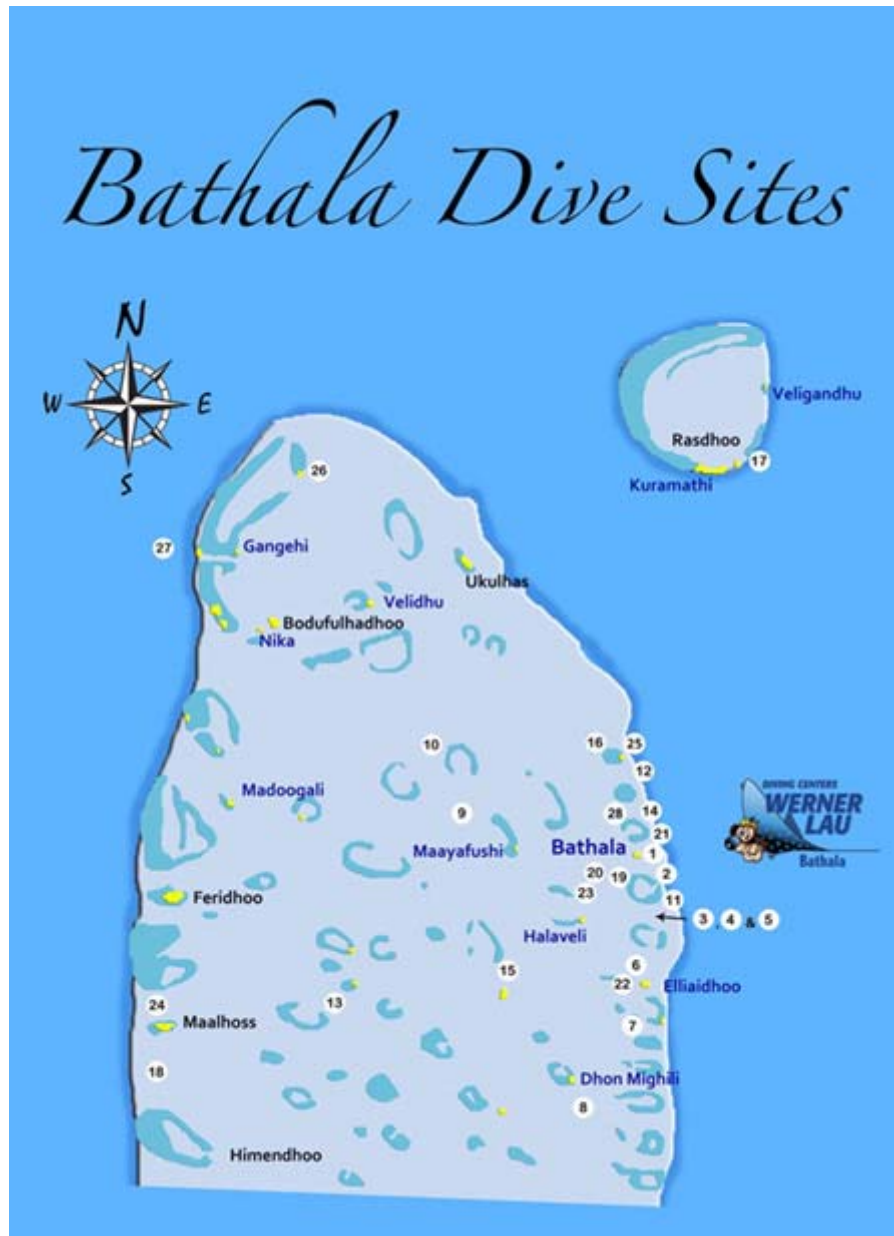 Bathala Dive Sites
N
W
E
S
Veligandhu
Rasdhoo
17
Kuramathi
26
27
Gangehi
Ukulhas
Velidhu
Bodufulhadhoo
Nika
10
16
25
12
Madoogali
9
28
14
21
DIVING CENTERS
WERNER
LAU
Bathala
Maayafushi
Bathala
1
20
19
2
23
11
Feridhoo
3, 4 & 5
Halaveli
6
15
22
Elliaidhoo
24
13
Maalhoss
7
18
Dhon Mighili
8
Himendhoo